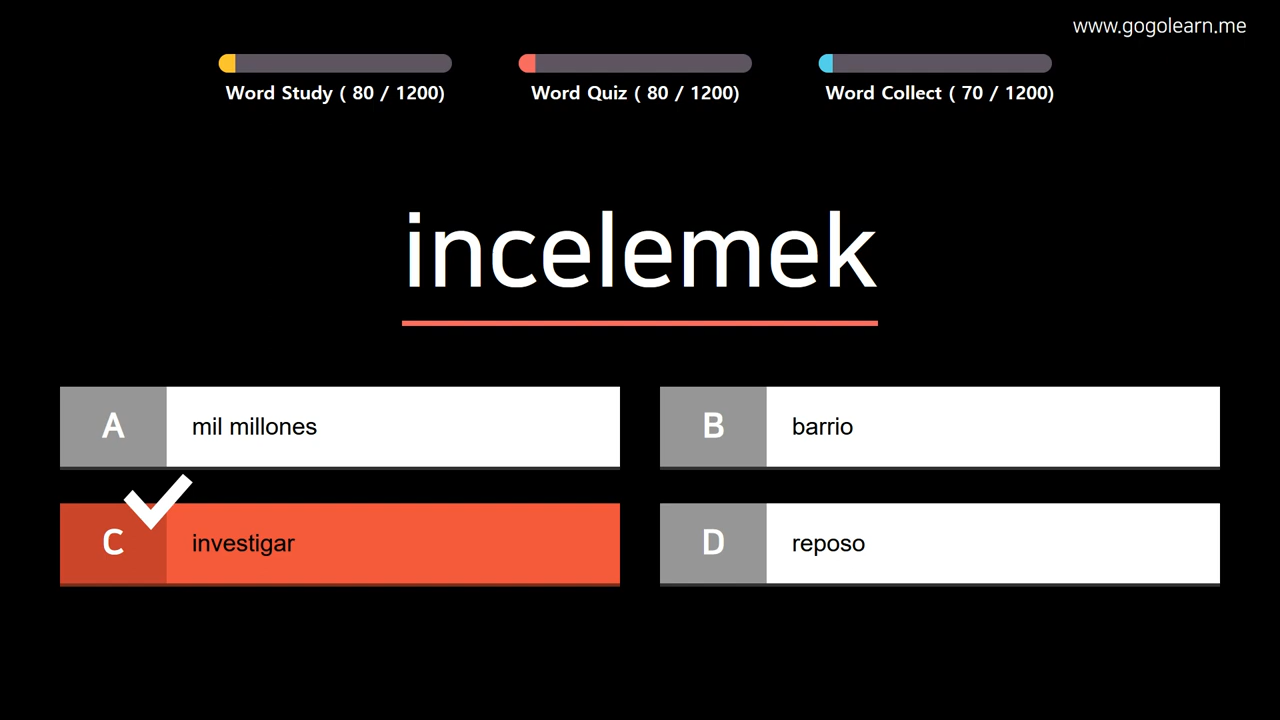 www.gogolearn.me
Word Study ( 80 / 1200)
Word Quiz ( 80 / 1200)
Word Collect ( 70 / 1200)
incelemek
A
mil millones
B
barrio
C
investigar
D
reposo